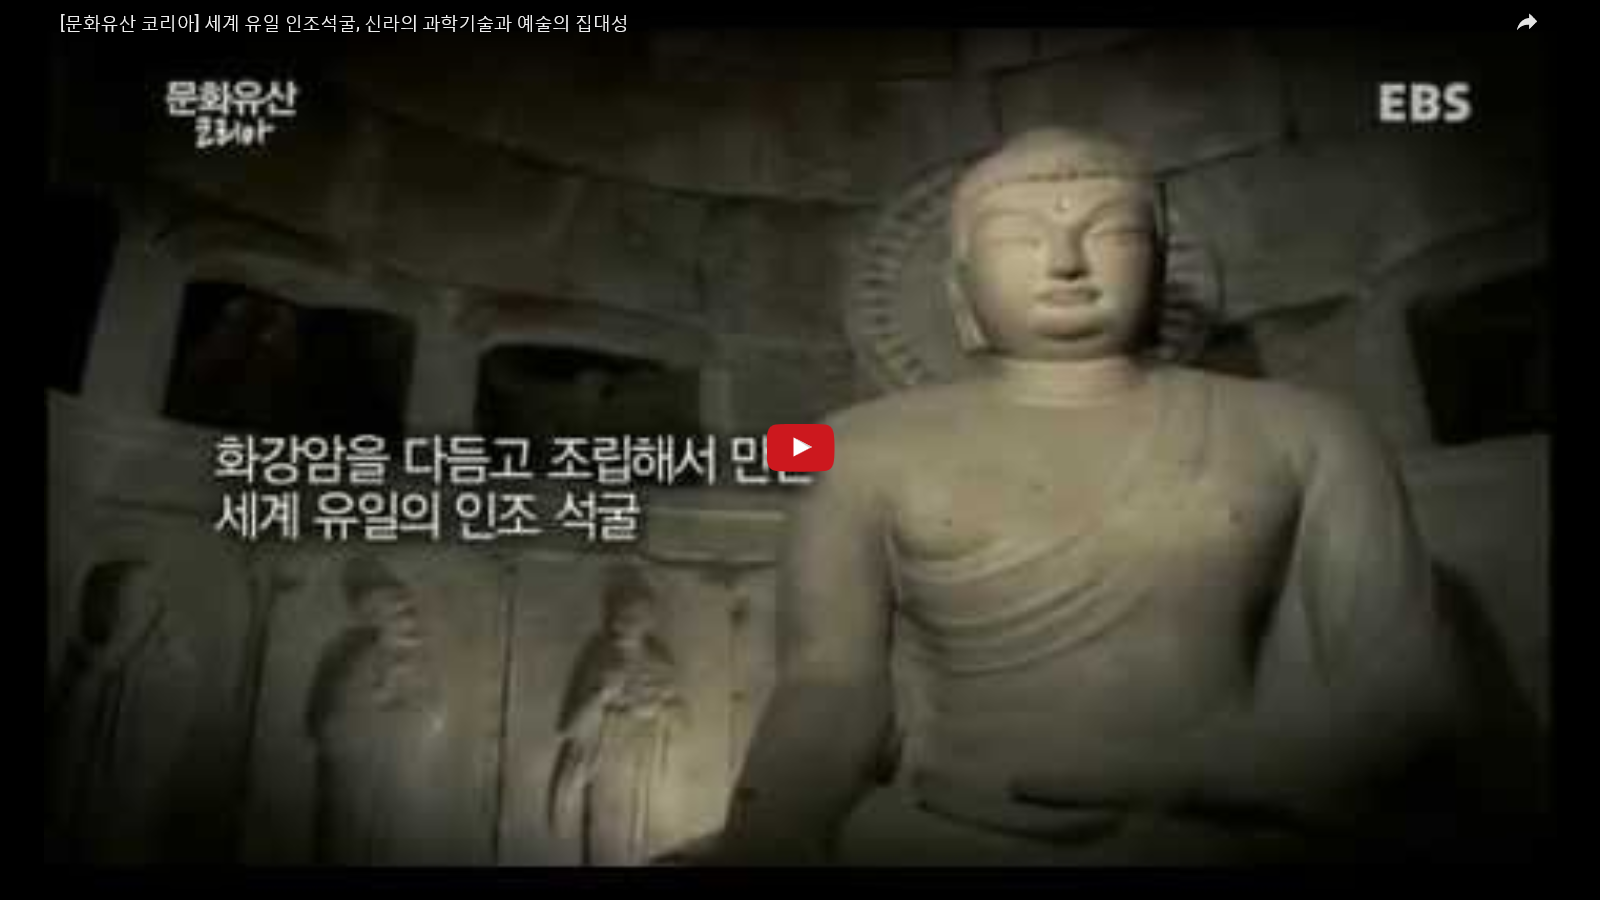 [문화유산 코리아] 세계 유일 인조석굴, 신라의 과학기술과 예술의 집대성
문화유산
코리아
EBS
화강암을 다듬고 조립해서
세계 유일의 인조 석굴